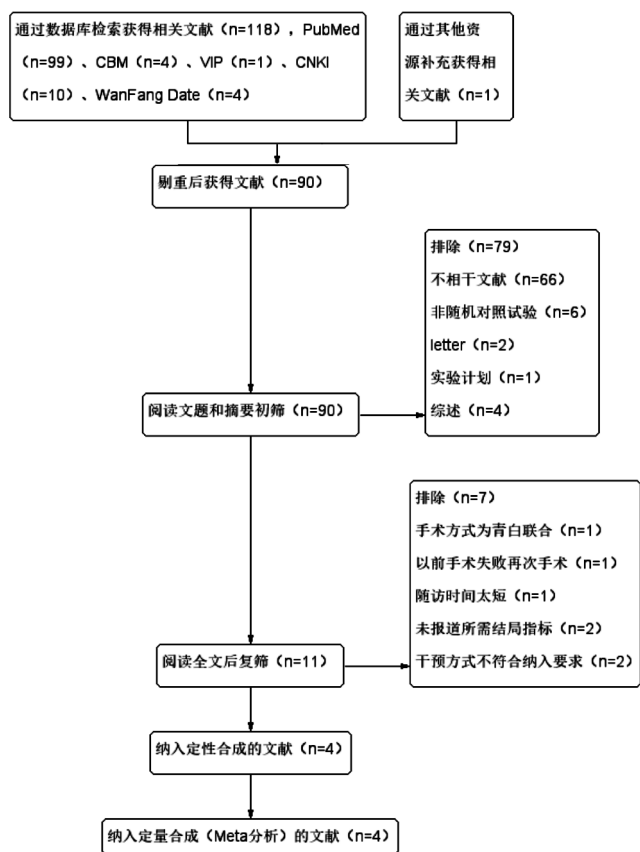 通过数据库检索获得相关文献（n=118），PubMed
（n=99）、CBM（n=4）、VIP（n=1）、CNKI
（n=10）、WanFang Date（n=4）
通过其他资
源补充获得相
关文献（n=1）
剔重后获得文献（n=90）
排除（n=79）
不相干文献（n=66）
非随机对照试验（n=6）
letter（n=2）
实验计划（n=1）
综述（n=4）
阅读文题和摘要初筛（n=90）
排除（n=7）
手术方式为青白联合（n=1）
以前手术失败再次手术（n=1）
随访时间太短（n=1）
未报道所需结局指标（n=2）
干预方式不符合纳入要求（n=2）
阅读全文后复筛（n=11）
纳入定性合成的文献（n=4）
纳入定量合成（Meta分析）的文献（n=4）